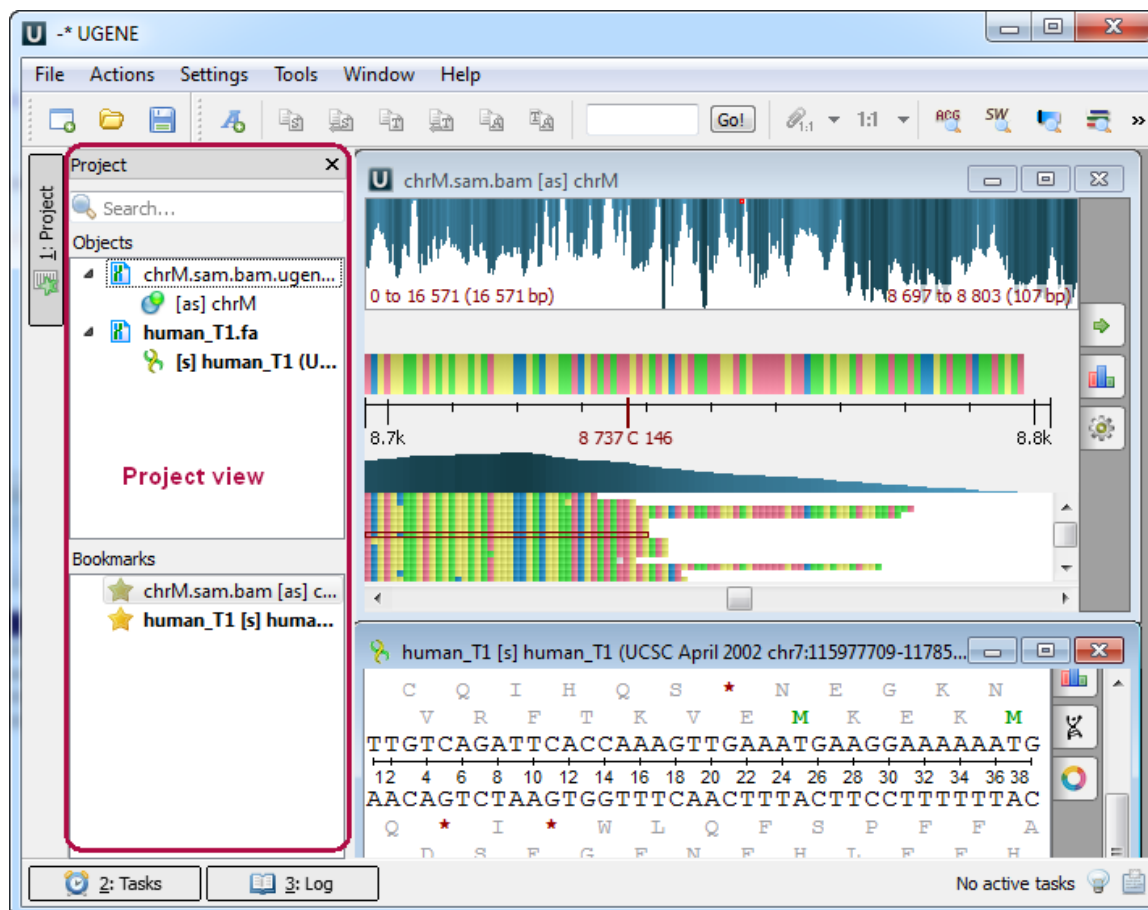 -* UGENE
File Actions Settings Tools Window Help
Go! 1:1 1:1 ACG SW »
1: Project
Project
Search...
Objects
chrM.sam.bam.ugen...
[as] chrM
human_T1.fa
[s] human_T1 (U...
Project view
Bookmarks
chrM.sam.bam [as] c...
human_T1 [s] huma...
chrM.sam.bam [as] chrM
0 to 16 571 (16 571 bp) 8 697 to 8 803 (107 bp)
8.7k 8 737 C 146 8.8k
human_T1 [s] human_T1 (UCSC April 2002 chr7:115977709-11785...
C Q I H Q S * N E G K N
V R F T K V E M K E K M
TTGTCAGATTCACCAAAGTTGAAATGAAGGAAAAAATG
1 2 4 6 8 10 12 14 16 18 20 22 24 26 28 30 32 34 36 38
AACAGTCTAAGTGGTTTCAACTTTACTTCCTTTTTTAC
Q * I * W L Q F S P F F A
D S E G F N F H L F F H
2: Tasks 3: Log No active tasks